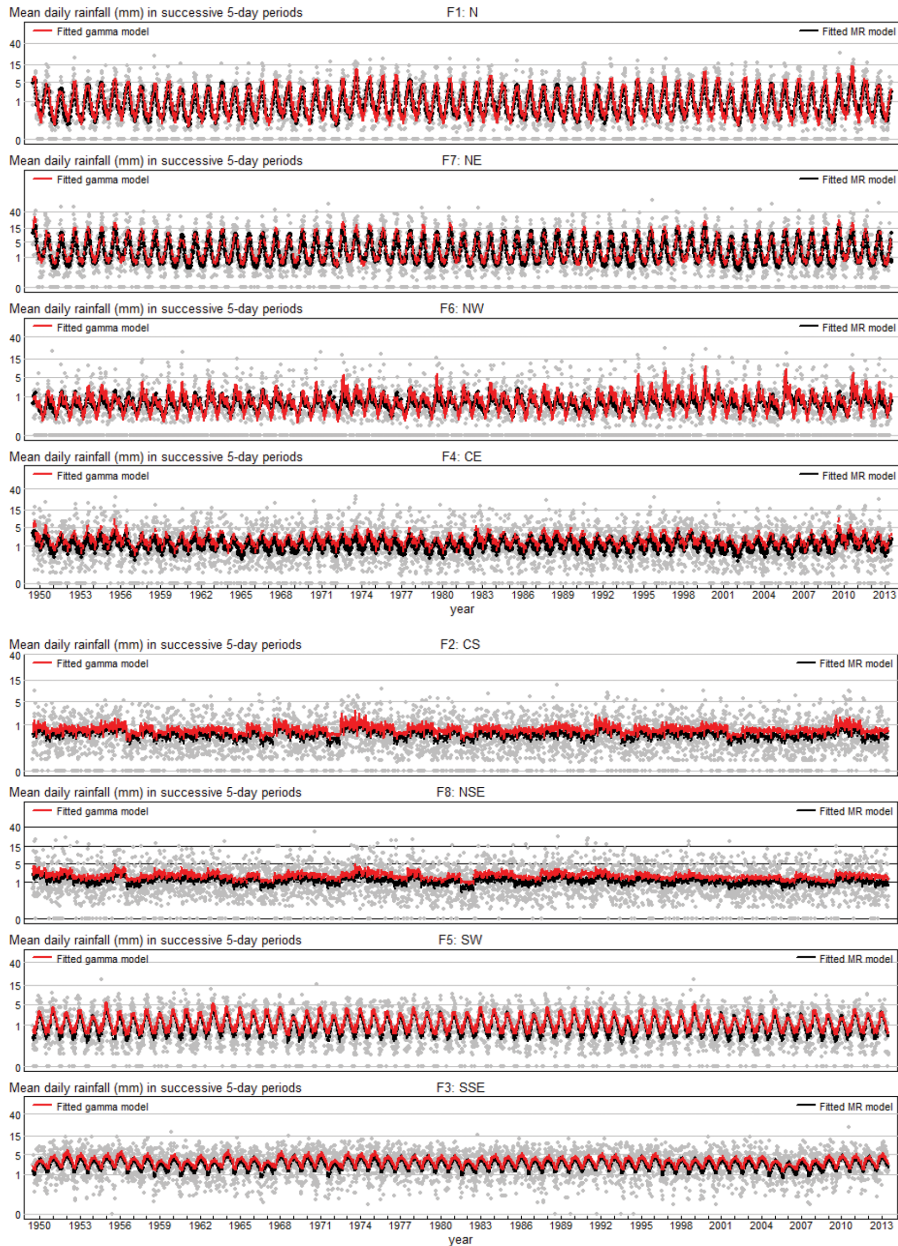 Mean daily rainfall (mm) in successive 5-day periods F1: N
Fitted gamma model Fitted MR model
40
15
5
1
0
Mean daily rainfall (mm) in successive 5-day periods F7: NE
Fitted gamma model Fitted MR model
40
15
5
1
0
Mean daily rainfall (mm) in successive 5-day periods F6: NW
Fitted gamma model Fitted MR model
40
15
5
1
0
Mean daily rainfall (mm) in successive 5-day periods F4: CE
Fitted gamma model Fitted MR model
40
15
5
1
0
1950 1953 1956 1959 1962 1965 1968 1971 1974 1977 1980 1983 1986 1989 1992 1995 1998 2001 2004 2007 2010 2013
year
Mean daily rainfall (mm) in successive 5-day periods F2: CS
Fitted gamma model Fitted MR model
40
15
5
1
0
Mean daily rainfall (mm) in successive 5-day periods F8: NSE
Fitted gamma model Fitted MR model
40
15
5
1
0
Mean daily rainfall (mm) in successive 5-day periods F5: SW
Fitted gamma model Fitted MR model
40
15
5
1
0
Mean daily rainfall (mm) in successive 5-day periods F3: SSE
Fitted gamma model Fitted MR model
40
15
5
1
0
1950 1953 1956 1959 1962 1965 1968 1971 1974 1977 1980 1983 1986 1989 1992 1995 1998 2001 2004 2007 2010 2013
year